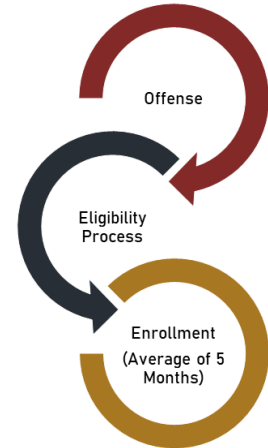 Offense
Eligibility
Process
Enrollment
(Average of 5
Months)